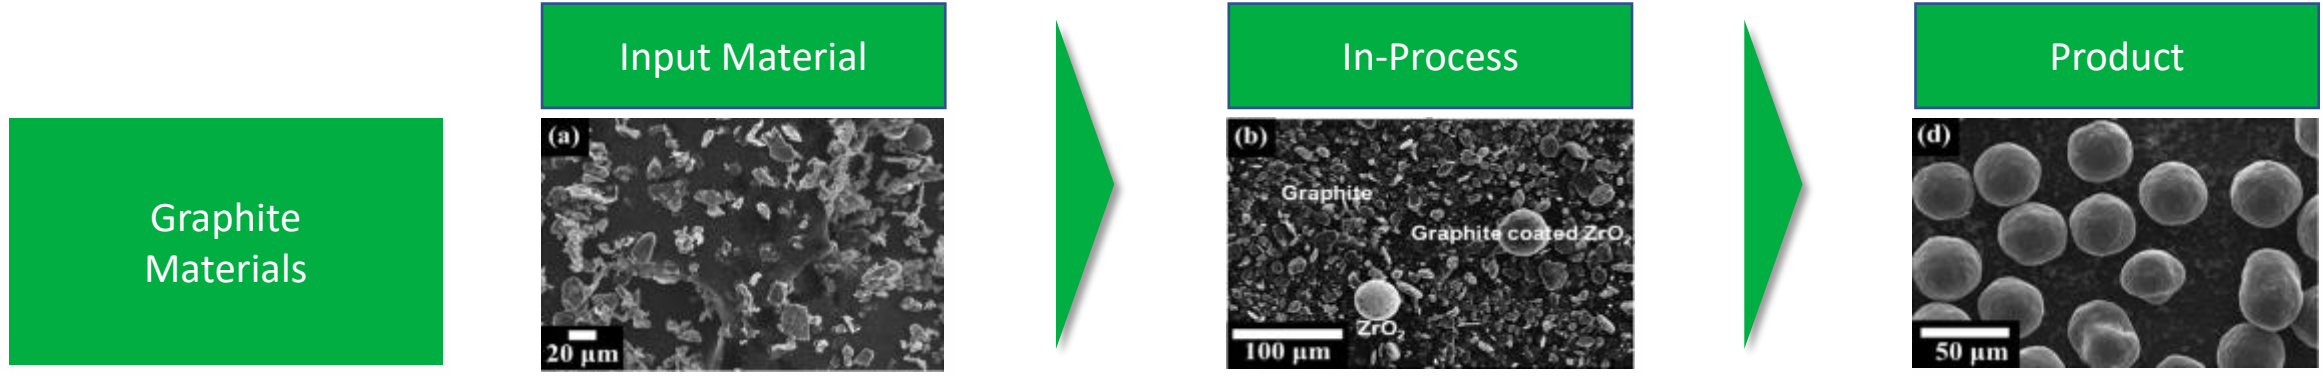 Input Material
In-Process
Product
Graphite
Materials
(a)
20 µm
(b)
Graphite
Graphite coated ZrO₂
ZrO₂
100 µm
(d)
50 µm